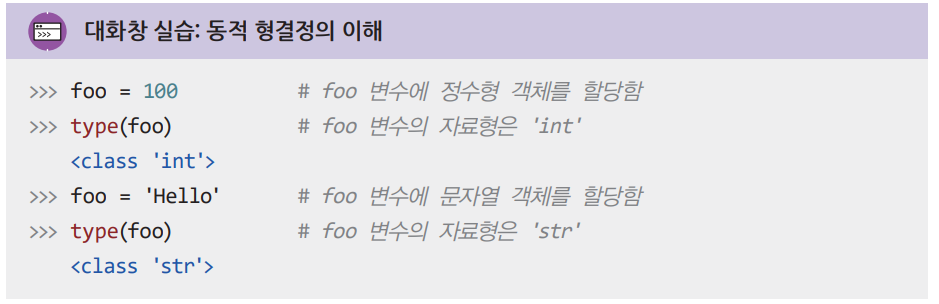 >>>
대화창 실습: 동적 형결정의 이해
>>> foo = 100 # foo 변수에 정수형 객체를 할당함
>>> type(foo) # foo 변수의 자료형은 'int'
<class 'int'>
>>> foo = 'Hello' # foo 변수에 문자열 객체를 할당함
>>> type(foo) # foo 변수의 자료형은 'str'
<class 'str'>